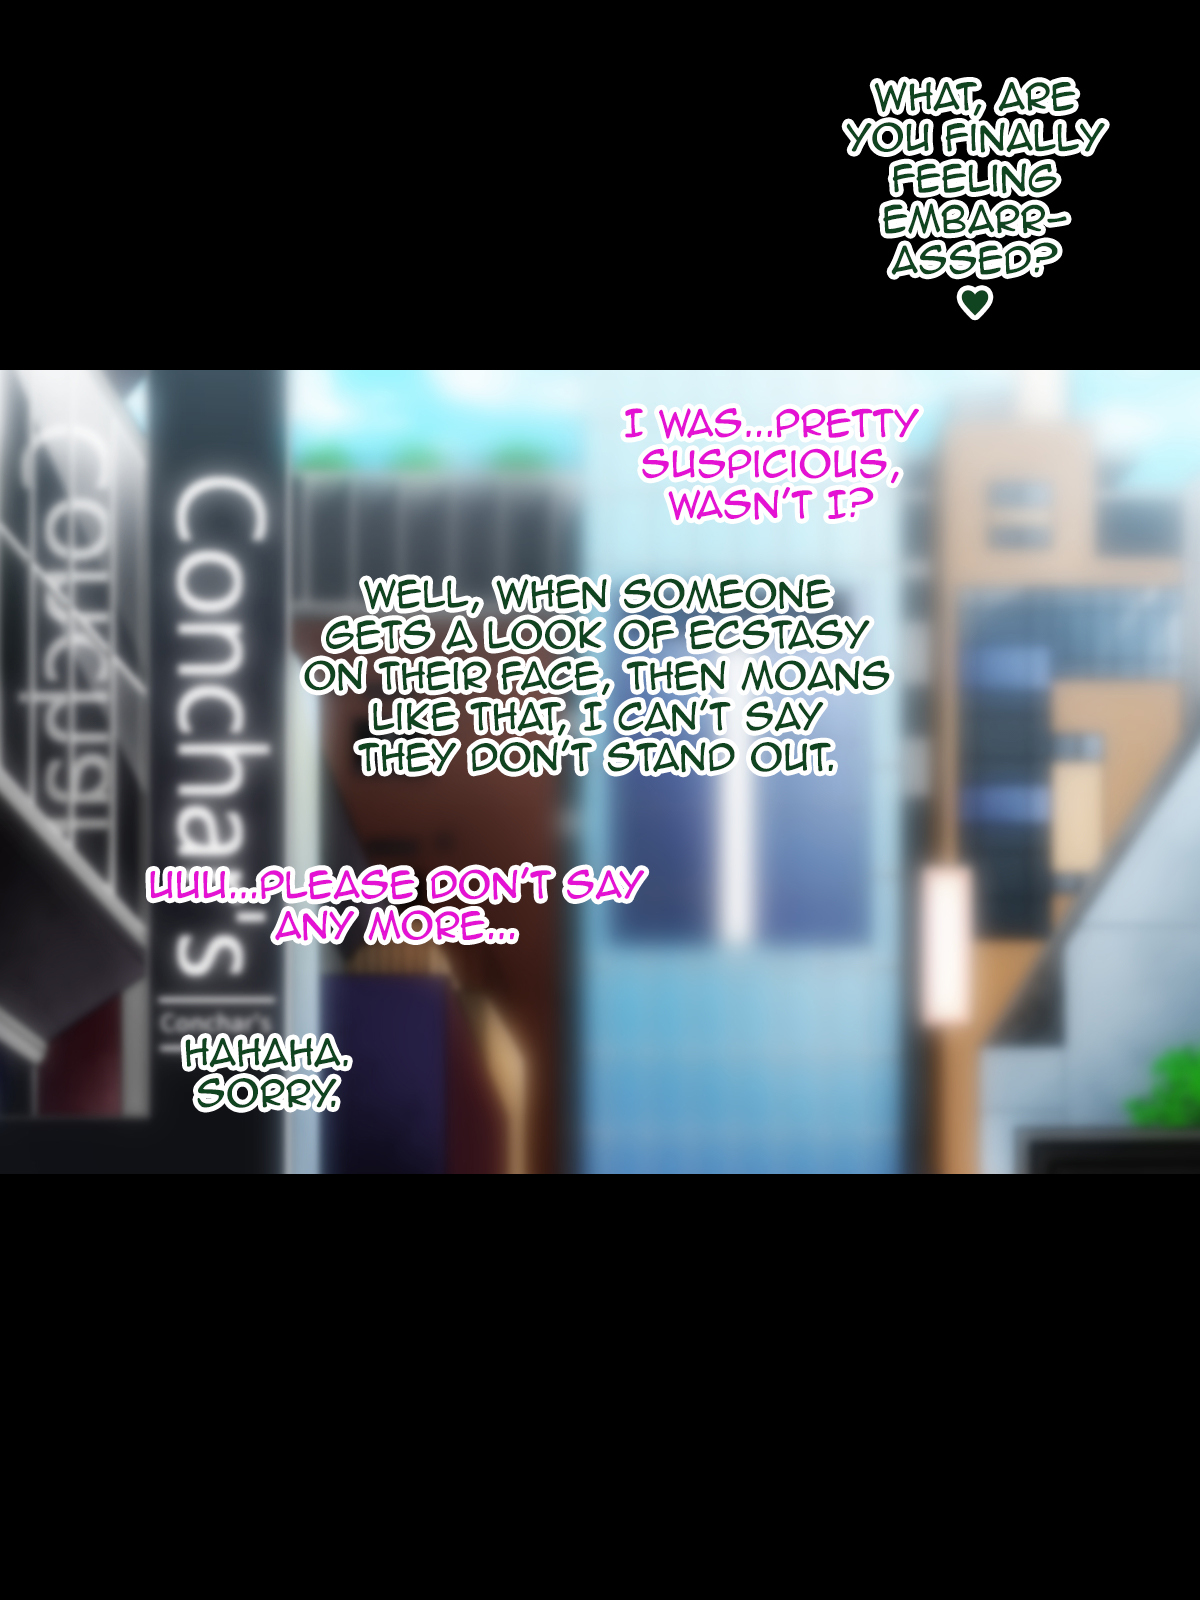 WHAT, ARE
YOU FINALLY
FEELING
EMBARR-
ASSED?
♥
I WAS...PRETTY
SUSPICIOUS,
WASN'T I?
WELL, WHEN SOMEONE
GETS A LOOK OF ECSTASY
ON THEIR FACE, THEN MOANS
LIKE THAT, I CAN'T SAY
THEY DON'T STAND OUT.
UUU...PLEASE DON'T SAY
ANY MORE...
HAHAHA.
SORRY.
Conchar's
Conchar's